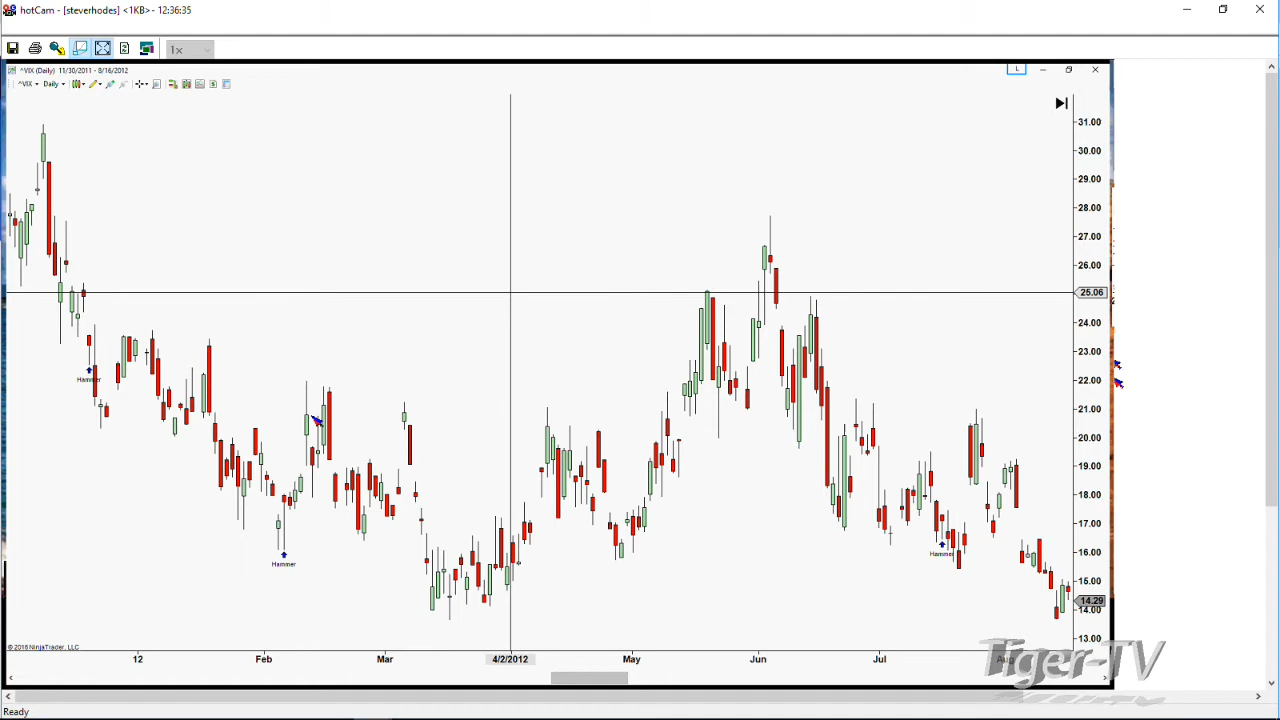 hotCam - [steverhodes] <1KB> - 12:36:35
1x
^VIX (Daily) 11/30/2011 - 8/16/2012
L
^VIX Daily
31.00
30.00
29.00
28.00
27.00
26.00
25.06
24.00
23.00
22.00
21.00
20.00
19.00
18.00
17.00
16.00
15.00
14.29
14.00
13.00
Hammer
Hammer
Hammer
© 2016 NinjaTrader, LLC
12 Feb Mar 4/2/2012 May Jun Jul Aug
Tiger-TV
Ready